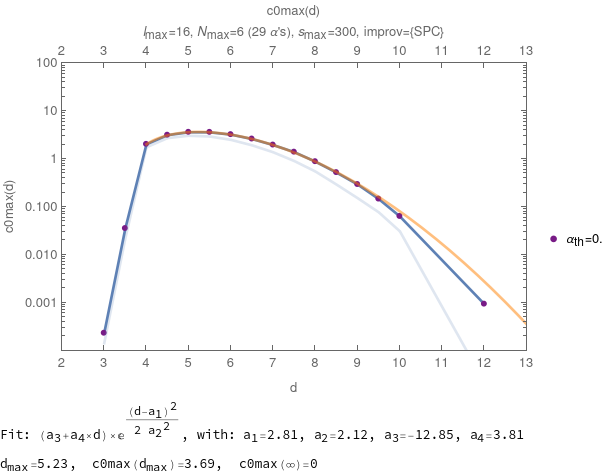 c0max(d)
lmax=16, Nmax=6 (29 α's), smax=300, improv={SPC}
2 3 4 5 6 7 8 9 10 11 12 13
100
10
1
0.100
0.010
0.001
c0max(d)
2 3 4 5 6 7 8 9 10 11 12 13
d
αth=0.
Fit: (a3+a4×d)×e^((d-a1)^2/(2 a2^2)), with: a1=2.81, a2=2.12, a3=-12.85, a4=3.81
dmax=5.23, c0max(dmax)=3.69, c0max(∞)=0